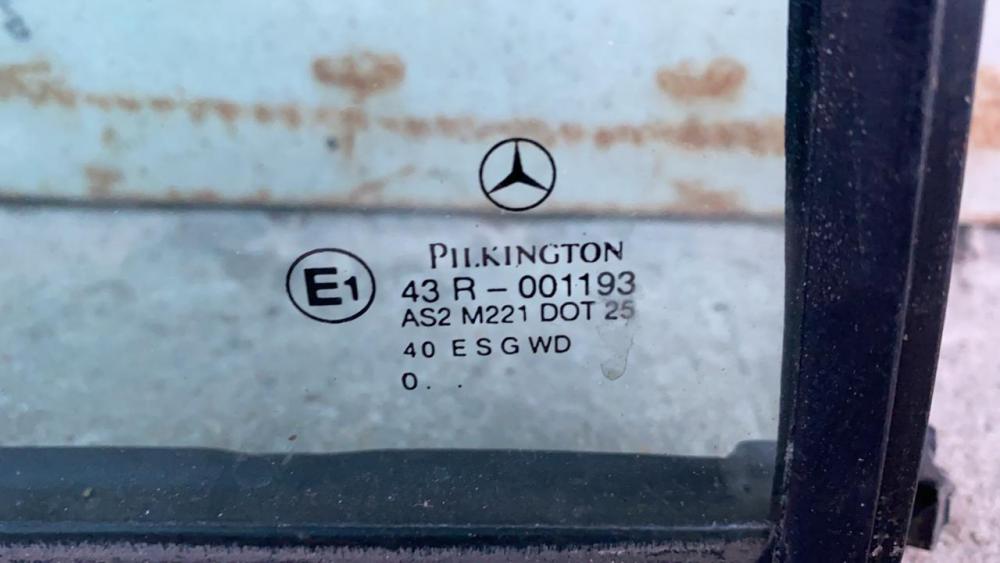 PILKINGTON
E1
43 R - 001193
AS2 M221 DOT 25
40 E S G WD
0. .